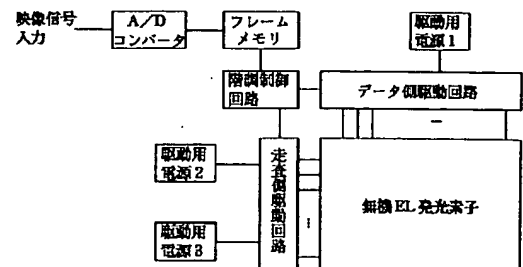 映像信号
入力
A/D
コンバータ
フレーム
メモリ
駆動用
電源1
階調制御
回路
データ側駆動回路
駆動用
電源2
走査側駆動回路
無機EL発光素子
駆動用
電源3